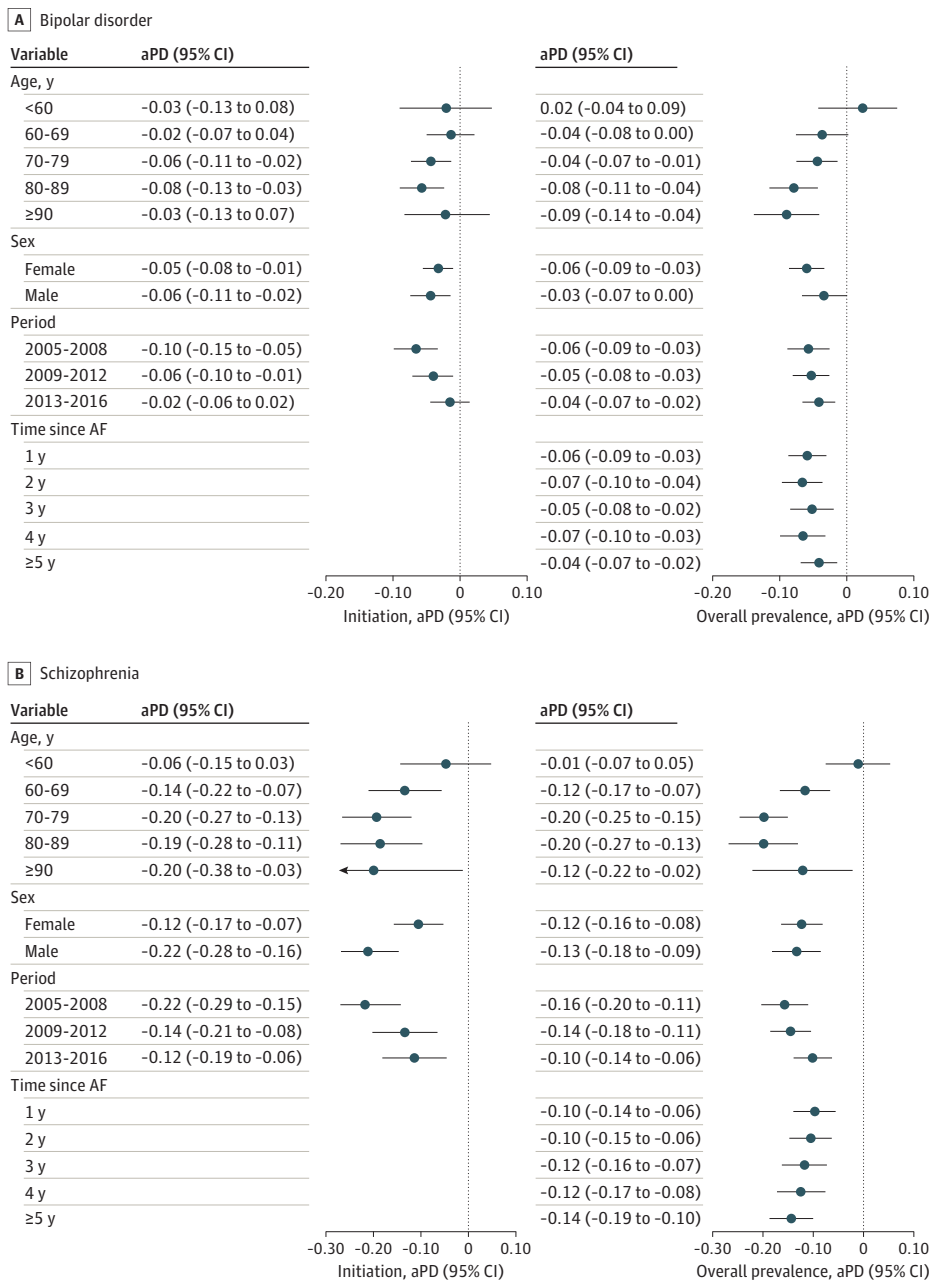 A Bipolar disorder
Variable aPD (95% CI) aPD (95% CI)
Age, y
<60 -0.03 (-0.13 to 0.08) 0.02 (-0.04 to 0.09)
60-69 -0.02 (-0.07 to 0.04) -0.04 (-0.08 to 0.00)
70-79 -0.06 (-0.11 to -0.02) -0.04 (-0.07 to -0.01)
80-89 -0.08 (-0.13 to -0.03) -0.08 (-0.11 to -0.04)
≥90 -0.03 (-0.13 to 0.07) -0.09 (-0.14 to -0.04)
Sex
Female -0.05 (-0.08 to -0.01) -0.06 (-0.09 to -0.03)
Male -0.06 (-0.11 to -0.02) -0.03 (-0.07 to 0.00)
Period
2005-2008 -0.10 (-0.15 to -0.05) -0.06 (-0.09 to -0.03)
2009-2012 -0.06 (-0.10 to -0.01) -0.05 (-0.08 to -0.03)
2013-2016 -0.02 (-0.06 to 0.02) -0.04 (-0.07 to -0.02)
Time since AF
1 y -0.06 (-0.09 to -0.03)
2 y -0.07 (-0.10 to -0.04)
3 y -0.05 (-0.08 to -0.02)
4 y -0.07 (-0.10 to -0.03)
≥5 y -0.04 (-0.07 to -0.02)
-0.20 -0.10 0 0.10 -0.20 -0.10 0 0.10
Initiation, aPD (95% CI) Overall prevalence, aPD (95% CI)
B Schizophrenia
Variable aPD (95% CI) aPD (95% CI)
Age, y
<60 -0.06 (-0.15 to 0.03) -0.01 (-0.07 to 0.05)
60-69 -0.14 (-0.22 to -0.07) -0.12 (-0.17 to -0.07)
70-79 -0.20 (-0.27 to -0.13) -0.20 (-0.25 to -0.15)
80-89 -0.19 (-0.28 to -0.11) -0.20 (-0.27 to -0.13)
≥90 -0.20 (-0.38 to -0.03) -0.12 (-0.22 to -0.02)
Sex
Female -0.12 (-0.17 to -0.07) -0.12 (-0.16 to -0.08)
Male -0.22 (-0.28 to -0.16) -0.13 (-0.18 to -0.09)
Period
2005-2008 -0.22 (-0.29 to -0.15) -0.16 (-0.20 to -0.11)
2009-2012 -0.14 (-0.21 to -0.08) -0.14 (-0.18 to -0.11)
2013-2016 -0.12 (-0.19 to -0.06) -0.10 (-0.14 to -0.06)
Time since AF
1 y -0.10 (-0.14 to -0.06)
2 y -0.10 (-0.15 to -0.06)
3 y -0.12 (-0.16 to -0.07)
4 y -0.12 (-0.17 to -0.08)
≥5 y -0.14 (-0.19 to -0.10)
-0.30 -0.20 -0.10 0 0.10 -0.30 -0.20 -0.10 0 0.10
Initiation, aPD (95% CI) Overall prevalence, aPD (95% CI)